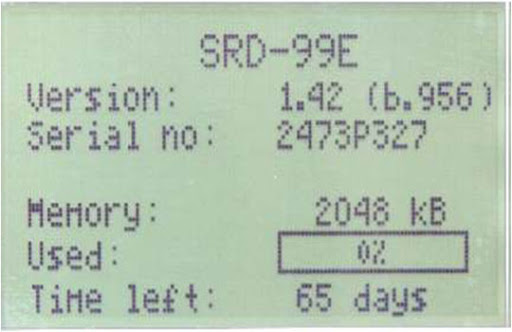 SRD-99E
Version: 1.42 (b.956)
Serial no: 2473P327
Memory: 2048 kB
Used: 0%
Time left: 65 days